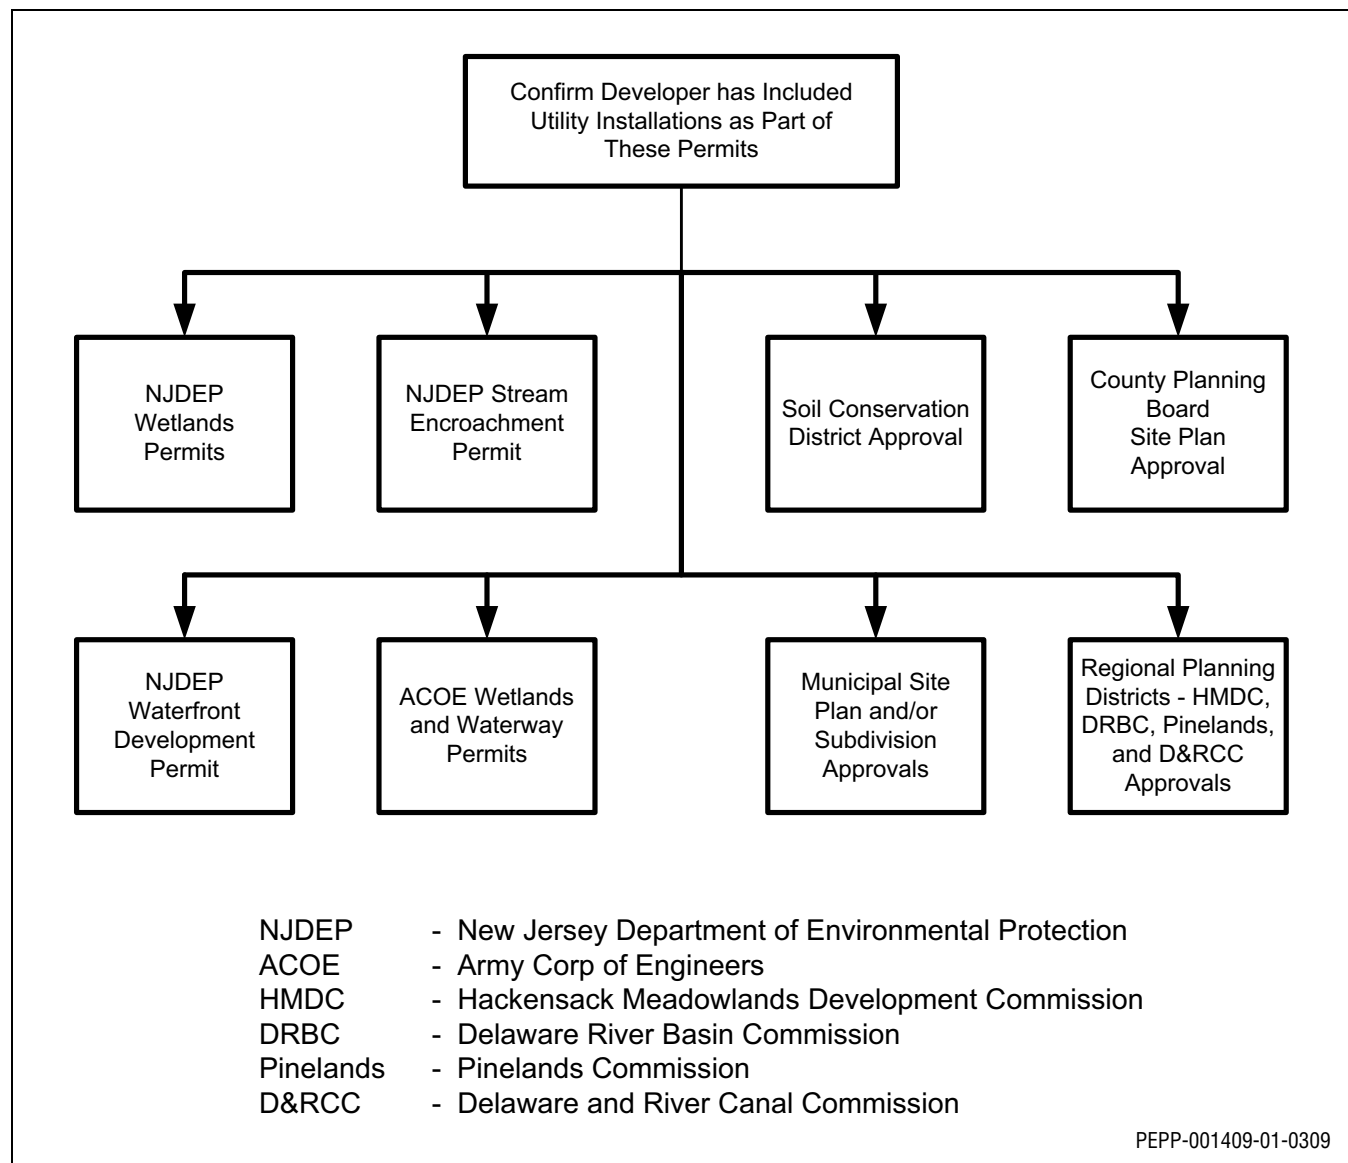 Confirm Developer has Included
Utility Installations as Part of
These Permits
NJDEP
Wetlands
Permits
NJDEP Stream
Encroachment
Permit
Soil Conservation
District Approval
County Planning
Board
Site Plan
Approval
NJDEP
Waterfront
Development
Permit
ACOE Wetlands
and Waterway
Permits
Municipal Site
Plan and/or
Subdivision
Approvals
Regional Planning
Districts - HMDC,
DRBC, Pinelands,
and D&RCC
Approvals
NJDEP - New Jersey Department of Environmental Protection
ACOE - Army Corp of Engineers
HMDC - Hackensack Meadowlands Development Commission
DRBC - Delaware River Basin Commission
Pinelands - Pinelands Commission
D&RCC - Delaware and River Canal Commission
PEPP-001409-01-0309